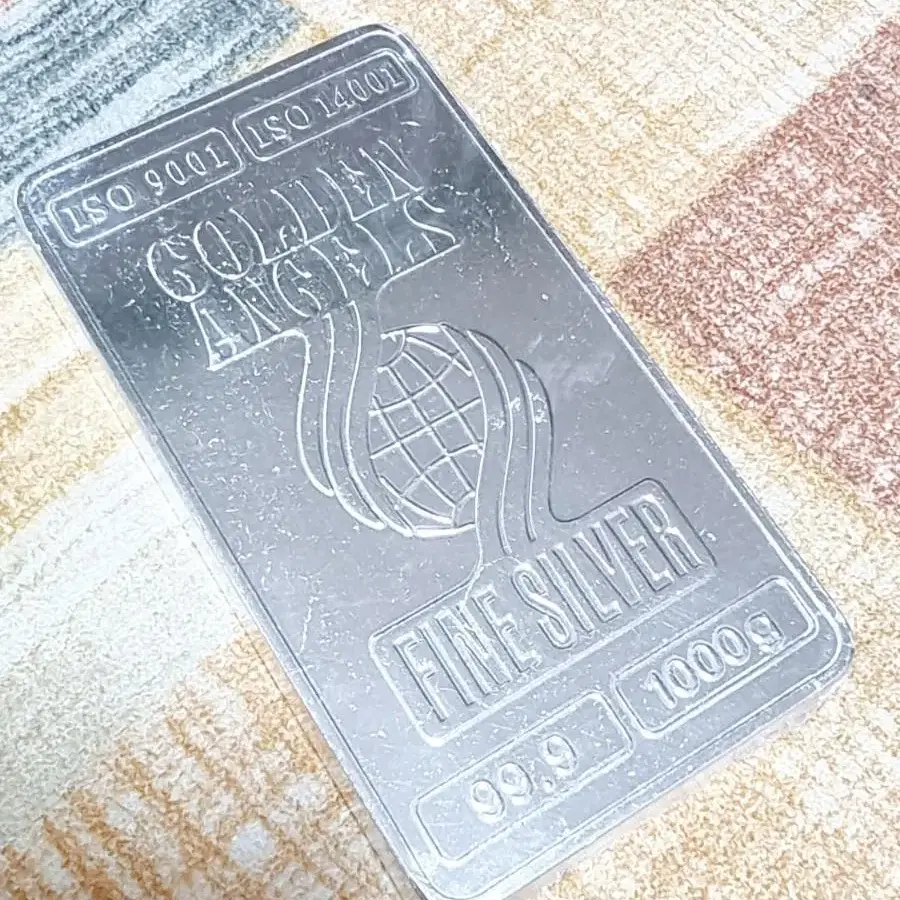 ISO 9001 ISO 14001
GOLDEN
ANGELS
FINE SILVER
99.9 1000g